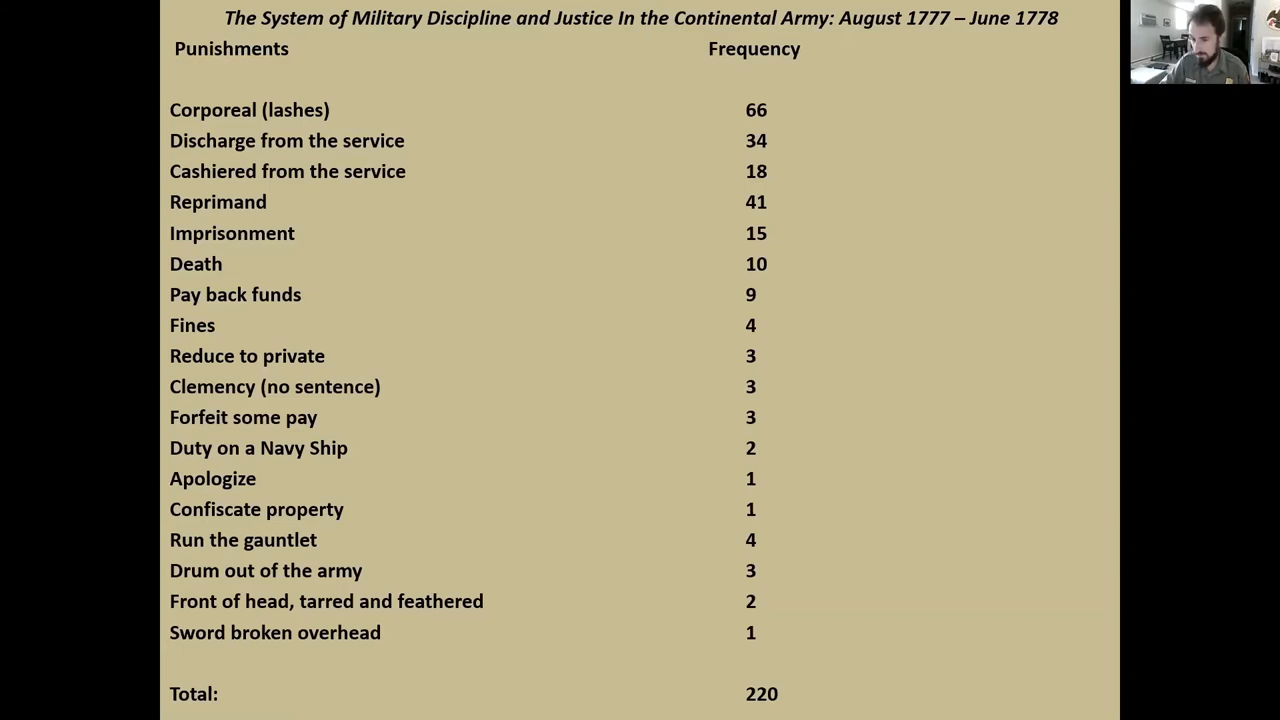 The System of Military Discipline and Justice In the Continental Army: August 1777 – June 1778
Punishments Frequency
Corporeal (lashes) 66
Discharge from the service 34
Cashiered from the service 18
Reprimand 41
Imprisonment 15
Death 10
Pay back funds 9
Fines 4
Reduce to private 3
Clemency (no sentence) 3
Forfeit some pay 3
Duty on a Navy Ship 2
Apologize 1
Confiscate property 1
Run the gauntlet 4
Drum out of the army 3
Front of head, tarred and feathered 2
Sword broken overhead 1
Total: 220